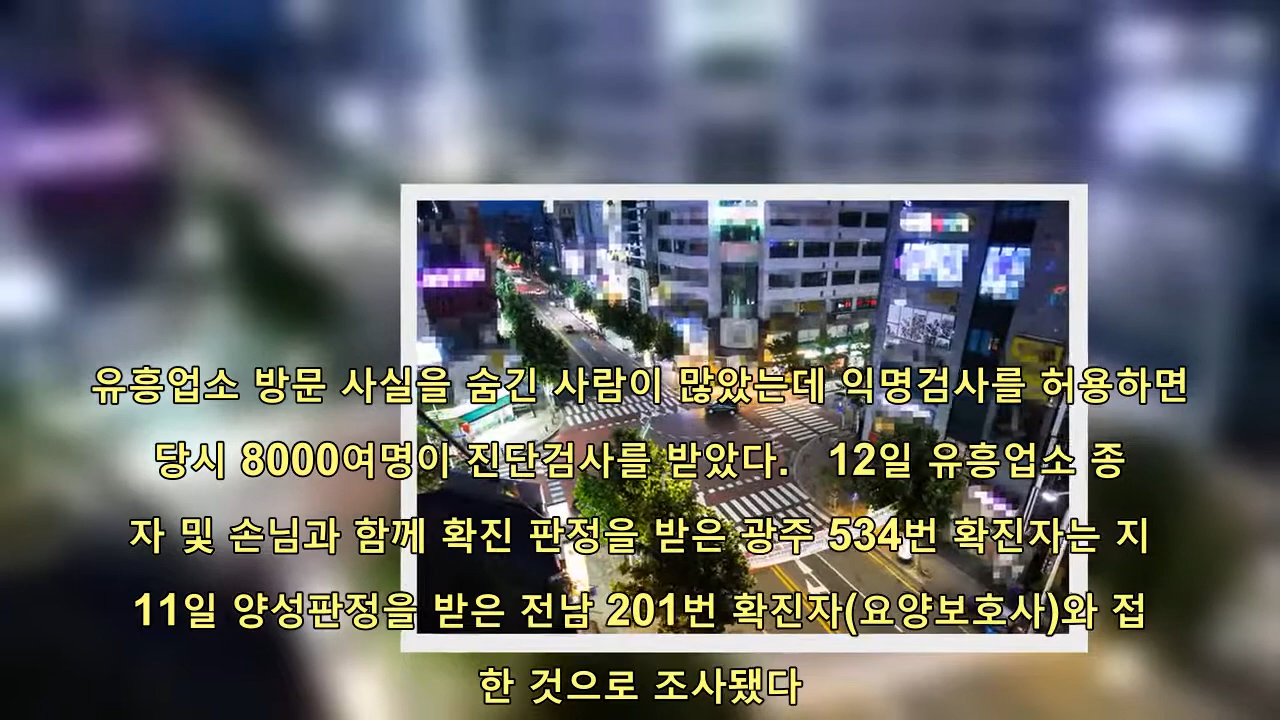 유흥업소 방문 사실을 숨긴 사람이 많았는데 익명검사를 허용하면
당시 8000여명이 진단검사를 받았다. 12일 유흥업소 종
자 및 손님과 함께 확진 판정을 받은 광주 534번 확진자는 지
11일 양성판정을 받은 전남 201번 확진자(요양보호사)와 접
한 것으로 조사됐다